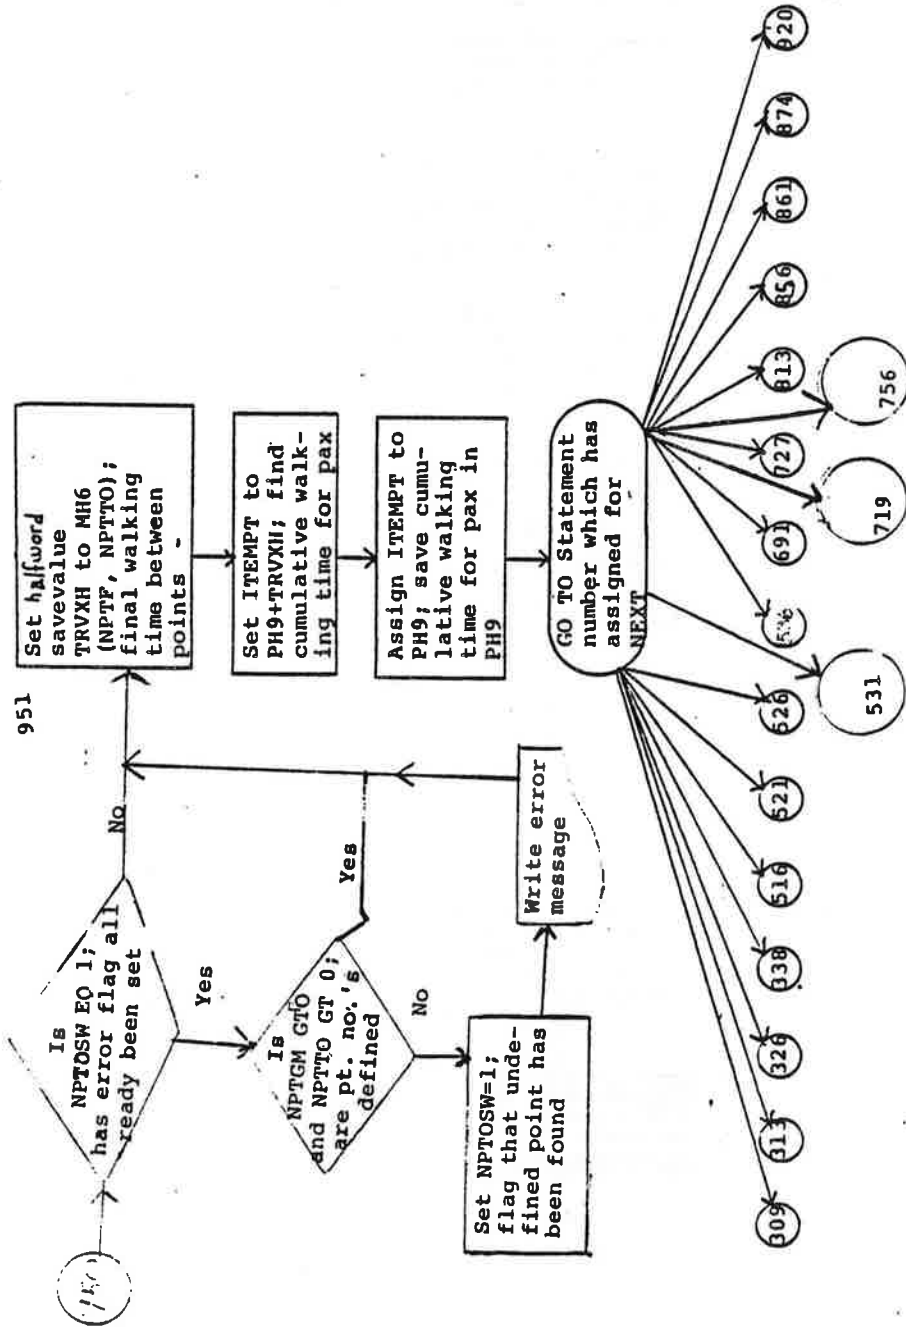 Is
NPTOSW EQ 1;
has error flag all
ready been set
No
Yes
Is
NPTGM GTO
and NPTTO GT 0;
are pt. no.'s
defined
Yes
No
Set NPTOSW=1;
flag that unde-
fined point has
been found
Write error
message
951
Set halfword
savevalue
TRVXH to MH6
(NPTF, NPTTO);
final walking
time between
points
Set ITEMPT to
PH9+TRVXH; find
cumulative walk-
ing time for pax
Assign ITEMPT to
PH9; save cumu-
lative walking
time for pax in
PH9
GO TO Statement
number which has
assigned for
NEXT
309
313
326
338
516
521
526
531
691
719
727
756
813
856
861
874
920